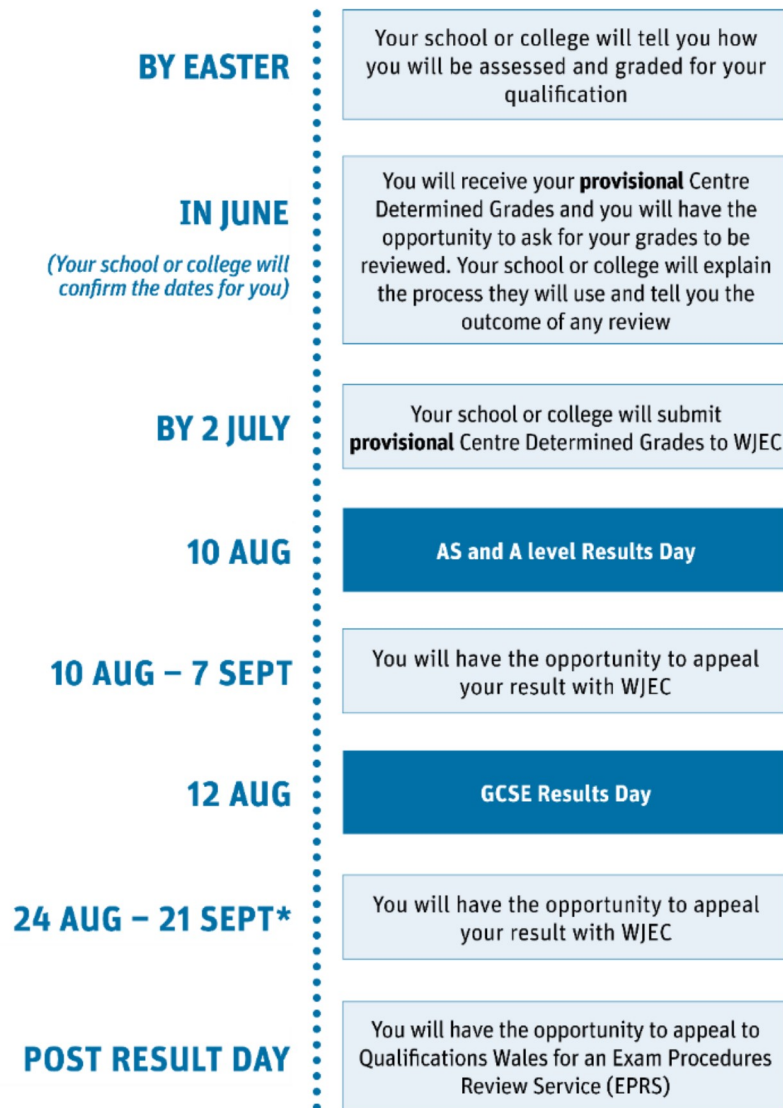 BY EASTER
Your school or college will tell you how
you will be assessed and graded for your
qualification
IN JUNE
(Your school or college will
confirm the dates for you)
You will receive your provisional Centre
Determined Grades and you will have the
opportunity to ask for your grades to be
reviewed. Your school or college will explain
the process they will use and tell you the
outcome of any review
BY 2 JULY
Your school or college will submit
provisional Centre Determined Grades to WJEC
10 AUG
AS and A level Results Day
10 AUG – 7 SEPT
You will have the opportunity to appeal
your result with WJEC
12 AUG
GCSE Results Day
24 AUG – 21 SEPT*
You will have the opportunity to appeal
your result with WJEC
POST RESULT DAY
You will have the opportunity to appeal to
Qualifications Wales for an Exam Procedures
Review Service (EPRS)